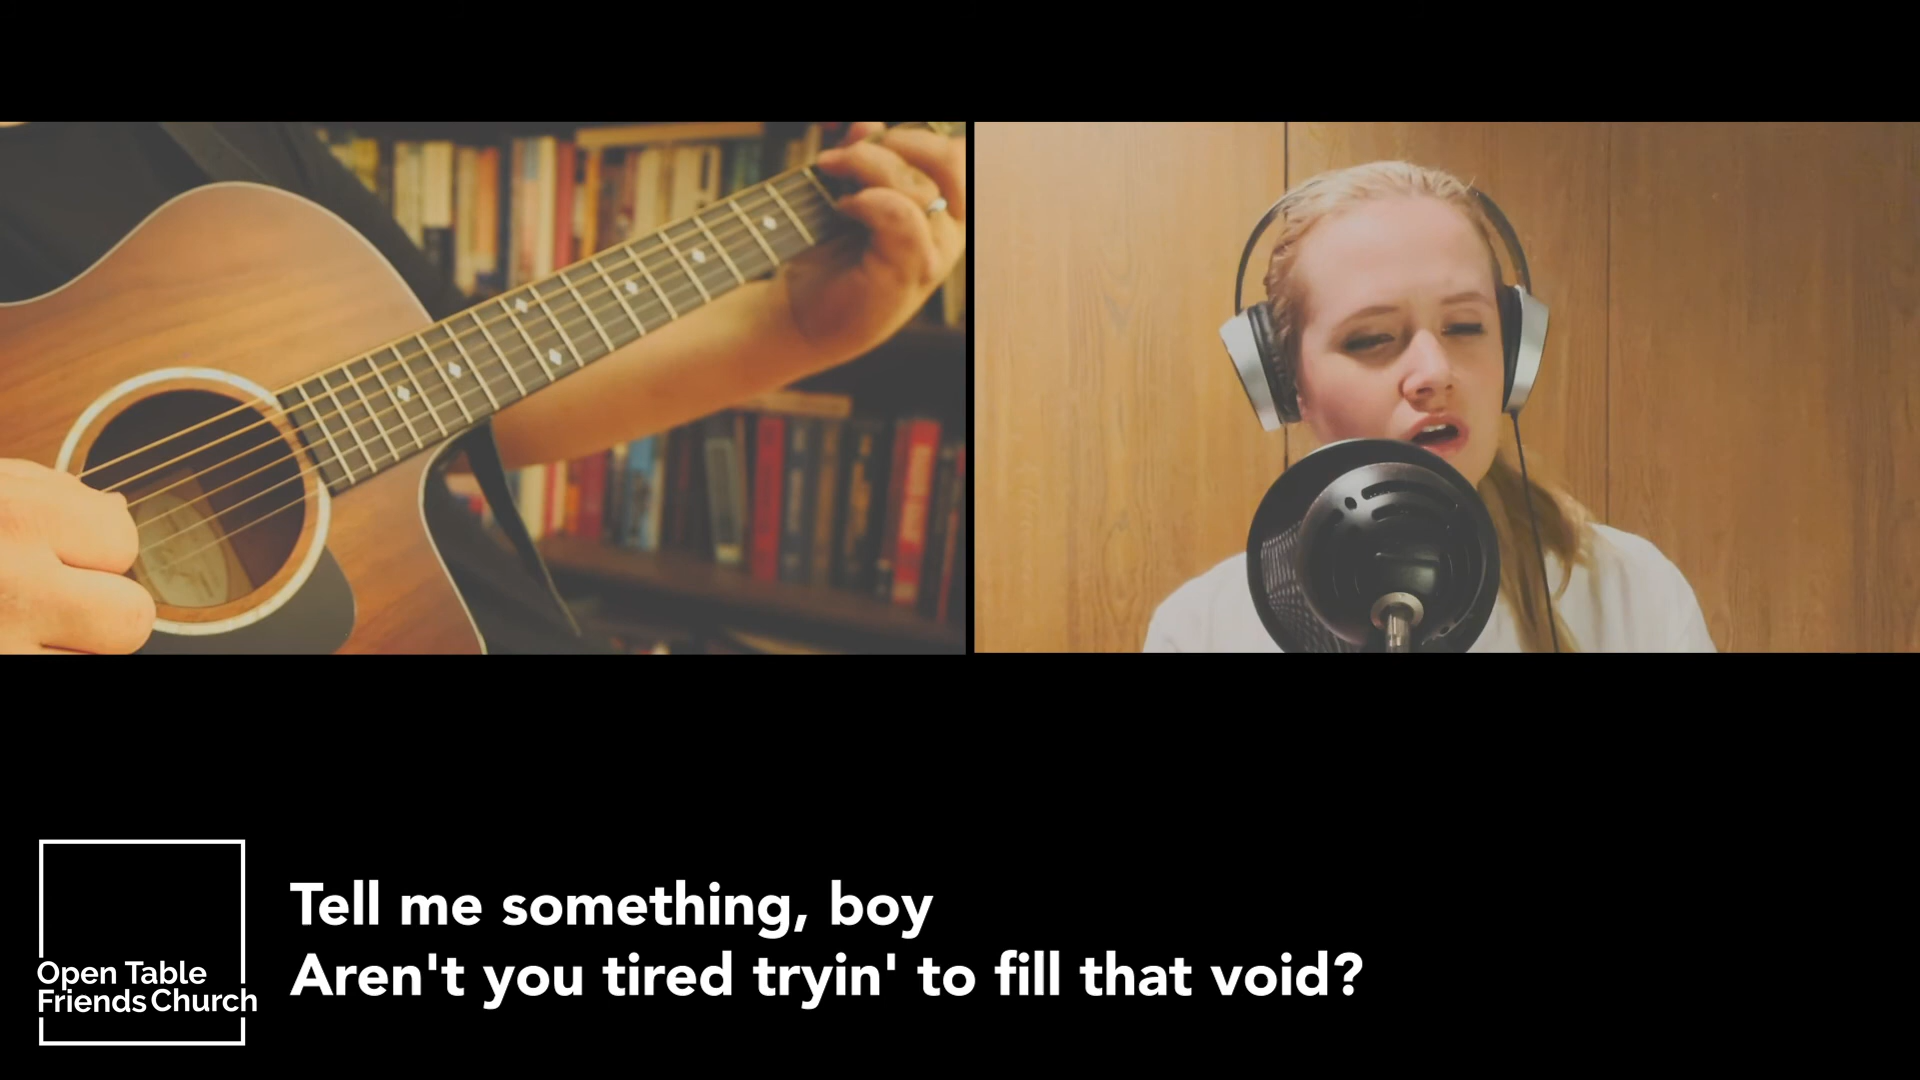 Tell me something, boy
Aren't you tired tryin' to fill that void?
Open Table
Friends Church